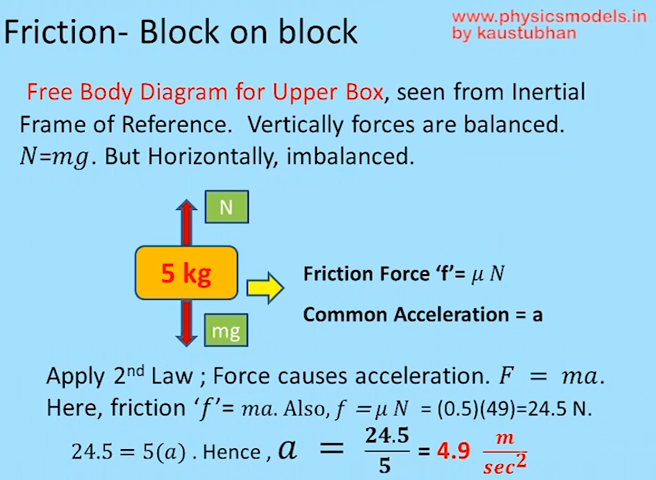 Friction- Block on block
www.physicsmodels.in
by kaustubhan
Free Body Diagram for Upper Box, seen from Inertial
Frame of Reference. Vertically forces are balanced.
N=mg. But Horizontally, imbalanced.
N
5 kg
mg
Friction Force ‘f’= μ N
Common Acceleration = a
Apply 2nd Law ; Force causes acceleration. F = ma.
Here, friction ‘f’= ma. Also, f = μ N = (0.5)(49)=24.5 N.
24.5 = 5(a) . Hence , a = 24.5/5 = 4.9 m/sec²